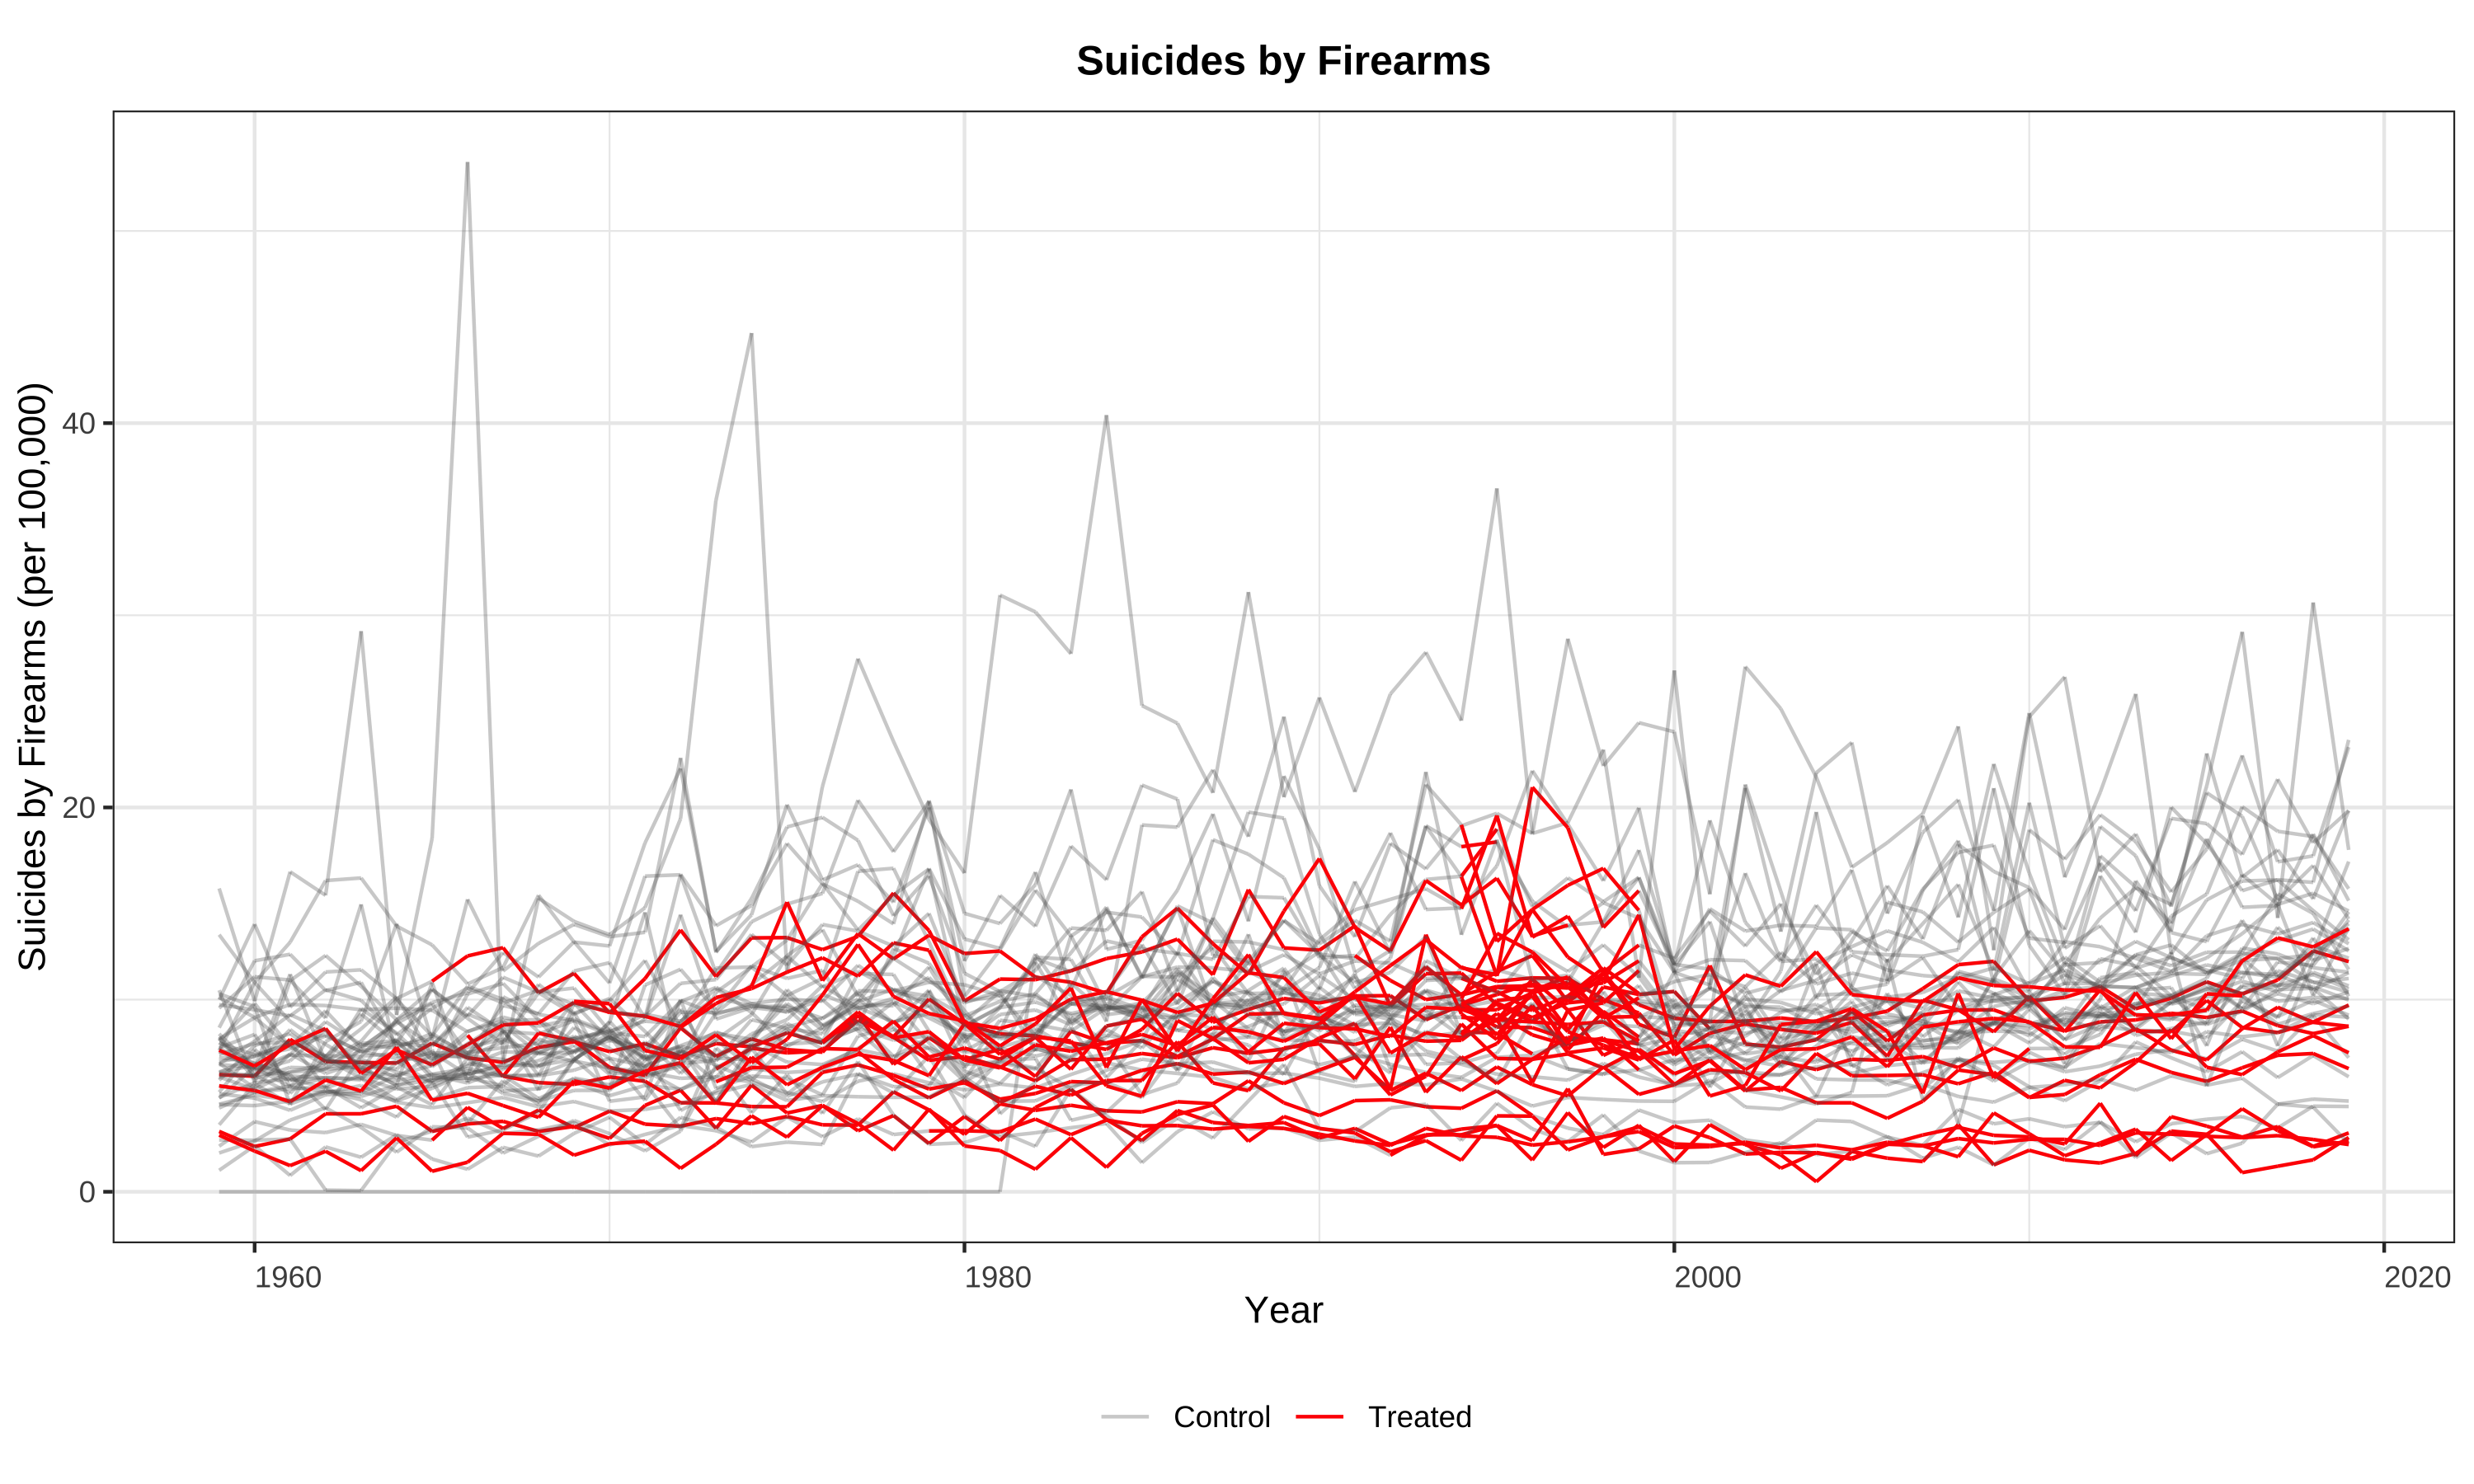 Suicides by Firearms
Suicides by Firearms (per 100,000)
40
20
0
1960
1980
2000
2020
Year
Control
Treated